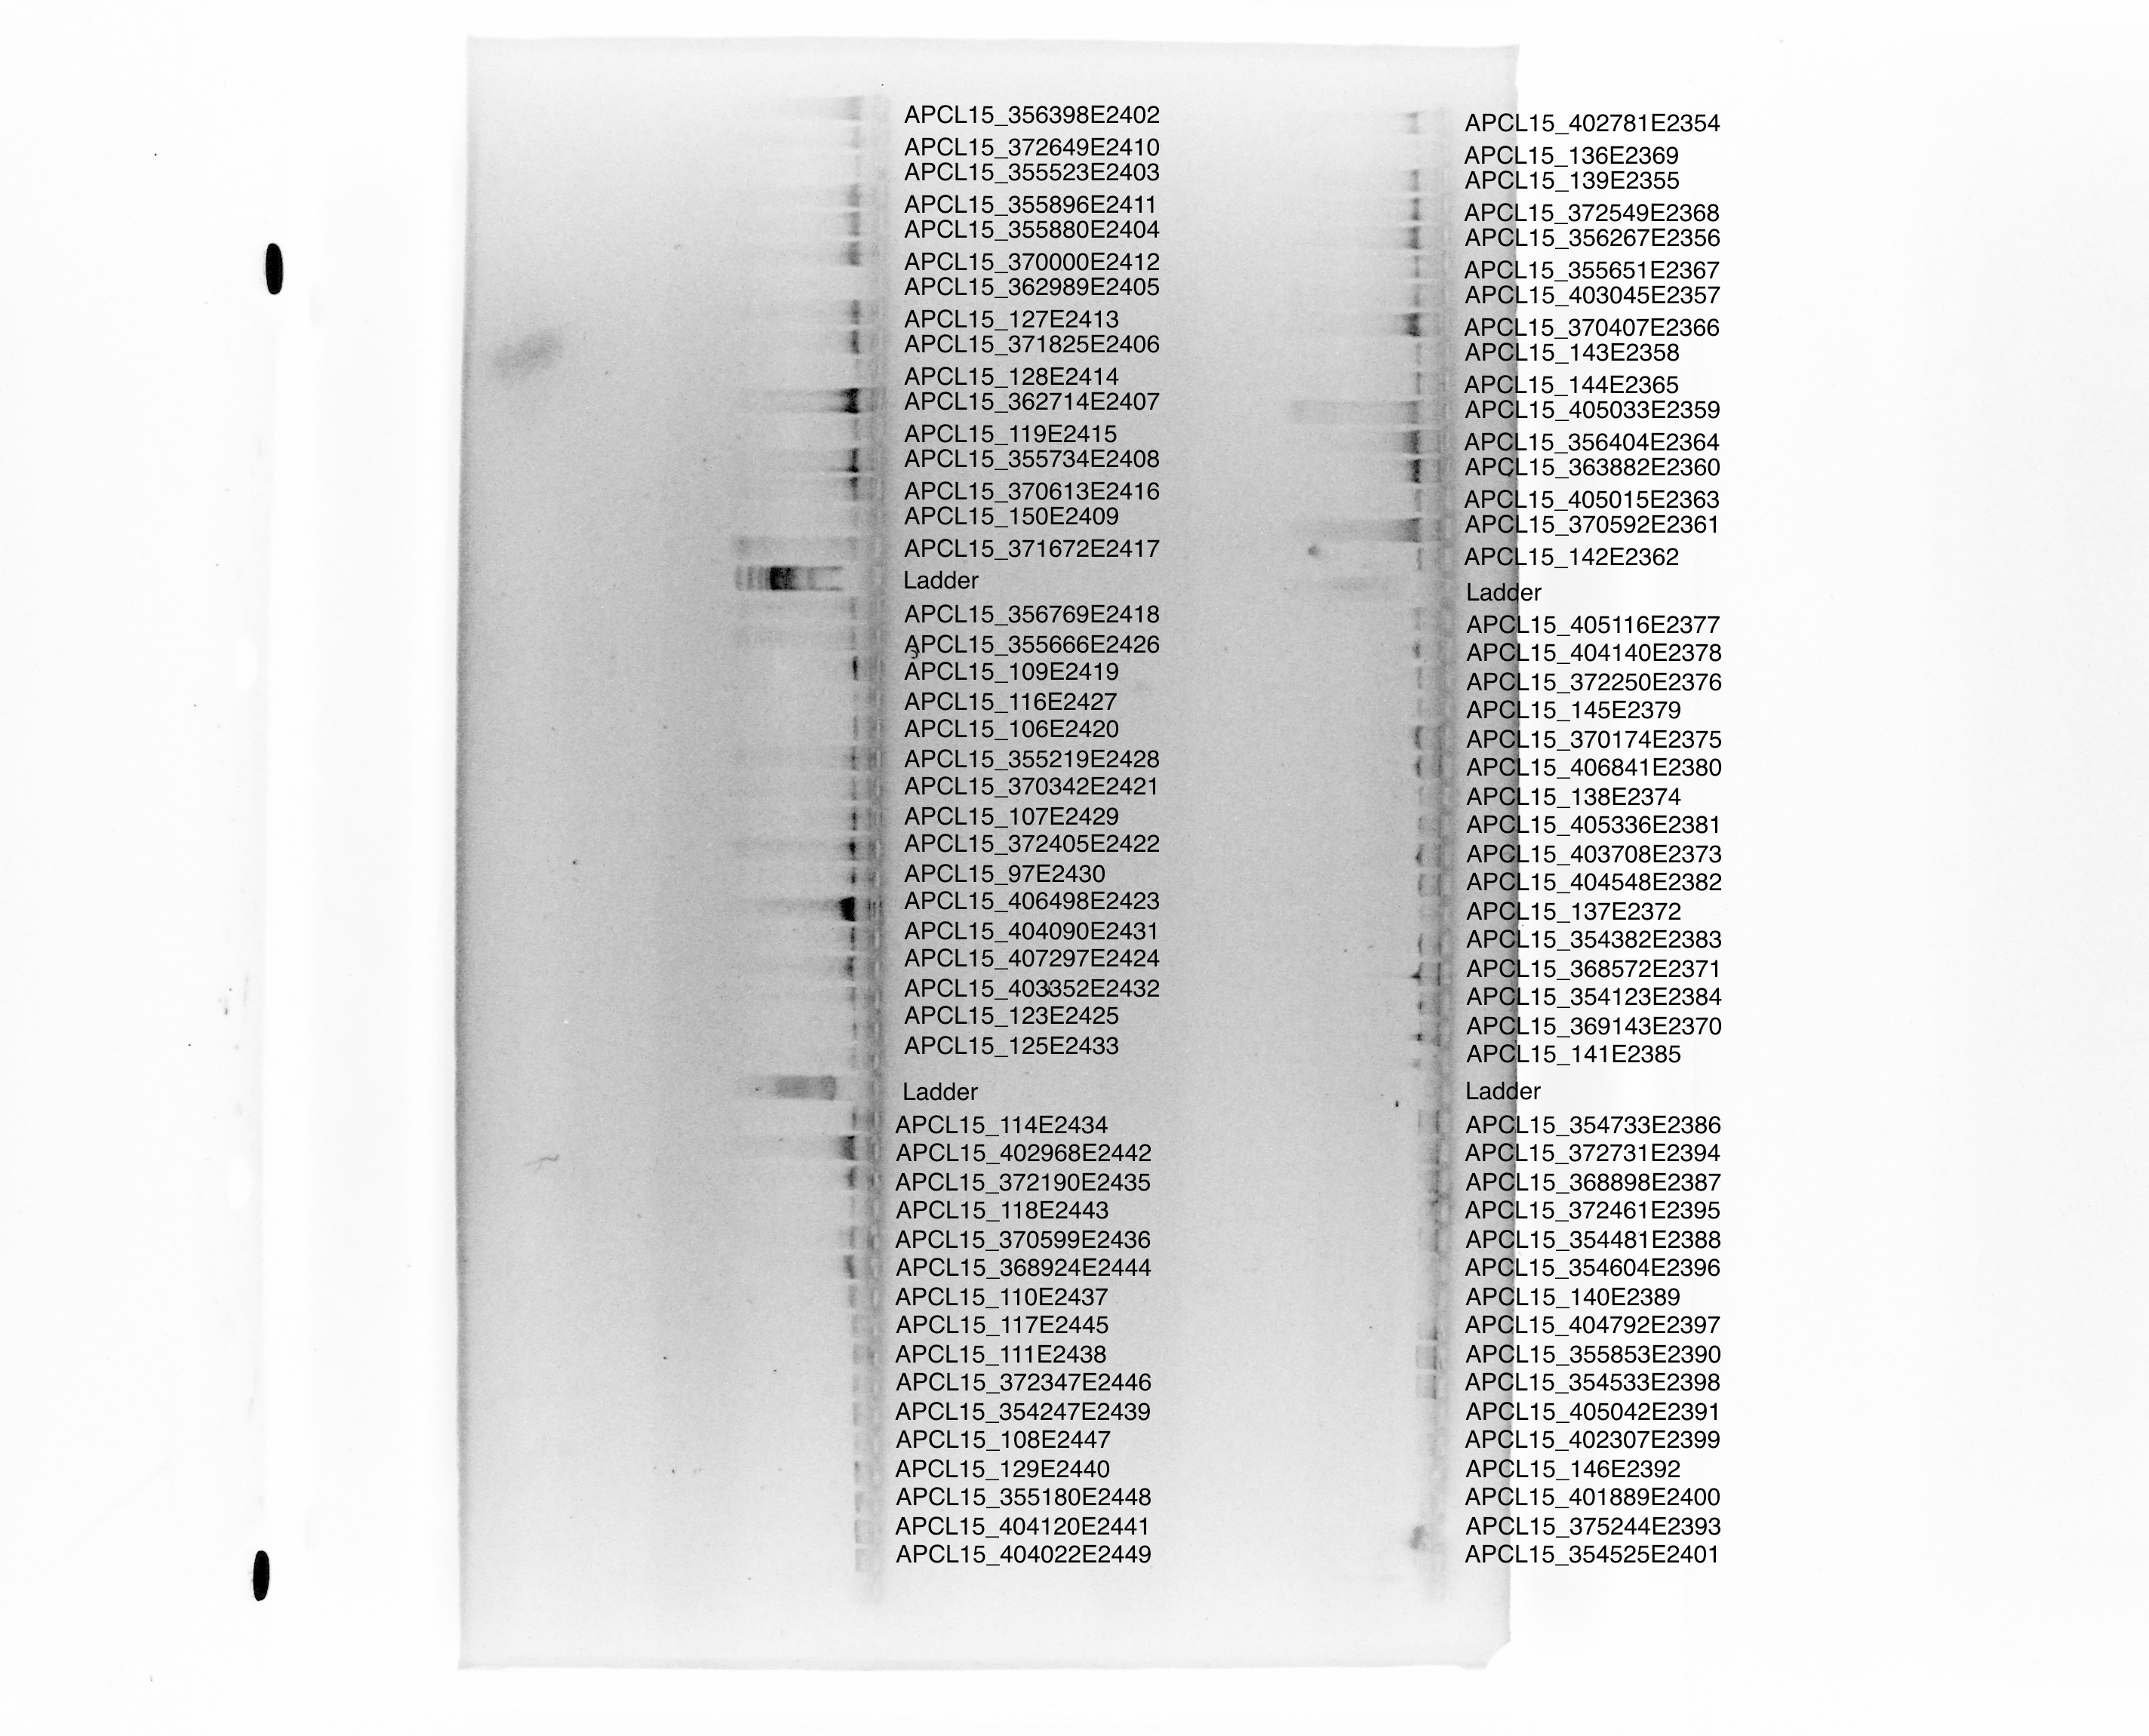 APCL15_356398E2402
APCL15_372649E2410
APCL15_355523E2403
APCL15_355896E2411
APCL15_355880E2404
APCL15_370000E2412
APCL15_362989E2405
APCL15_127E2413
APCL15_371825E2406
APCL15_128E2414
APCL15_362714E2407
APCL15_119E2415
APCL15_355734E2408
APCL15_370613E2416
APCL15_150E2409
APCL15_371672E2417
Ladder
APCL15_356769E2418
APCL15_355666E2426
APCL15_109E2419
APCL15_116E2427
APCL15_106E2420
APCL15_355219E2428
APCL15_370342E2421
APCL15_107E2429
APCL15_372405E2422
APCL15_97E2430
APCL15_406498E2423
APCL15_404090E2431
APCL15_407297E2424
APCL15_403352E2432
APCL15_123E2425
APCL15_125E2433
Ladder
APCL15_114E2434
APCL15_402968E2442
APCL15_372190E2435
APCL15_118E2443
APCL15_370599E2436
APCL15_368924E2444
APCL15_110E2437
APCL15_117E2445
APCL15_111E2438
APCL15_372347E2446
APCL15_354247E2439
APCL15_108E2447
APCL15_129E2440
APCL15_355180E2448
APCL15_404120E2441
APCL15_404022E2449
APCL15_402781E2354
APCL15_136E2369
APCL15_139E2355
APCL15_372549E2368
APCL15_356267E2356
APCL15_355651E2367
APCL15_403045E2357
APCL15_370407E2366
APCL15_143E2358
APCL15_144E2365
APCL15_405033E2359
APCL15_356404E2364
APCL15_363882E2360
APCL15_405015E2363
APCL15_370592E2361
APCL15_142E2362
Ladder
APCL15_405116E2377
APCL15_404140E2378
APCL15_372250E2376
APCL15_145E2379
APCL15_370174E2375
APCL15_406841E2380
APCL15_138E2374
APCL15_405336E2381
APCL15_403708E2373
APCL15_404548E2382
APCL15_137E2372
APCL15_354382E2383
APCL15_368572E2371
APCL15_354123E2384
APCL15_369143E2370
APCL15_141E2385
Ladder
APCL15_354733E2386
APCL15_372731E2394
APCL15_368898E2387
APCL15_372461E2395
APCL15_354481E2388
APCL15_354604E2396
APCL15_140E2389
APCL15_404792E2397
APCL15_355853E2390
APCL15_354533E2398
APCL15_405042E2391
APCL15_402307E2399
APCL15_146E2392
APCL15_401889E2400
APCL15_375244E2393
APCL15_354525E2401